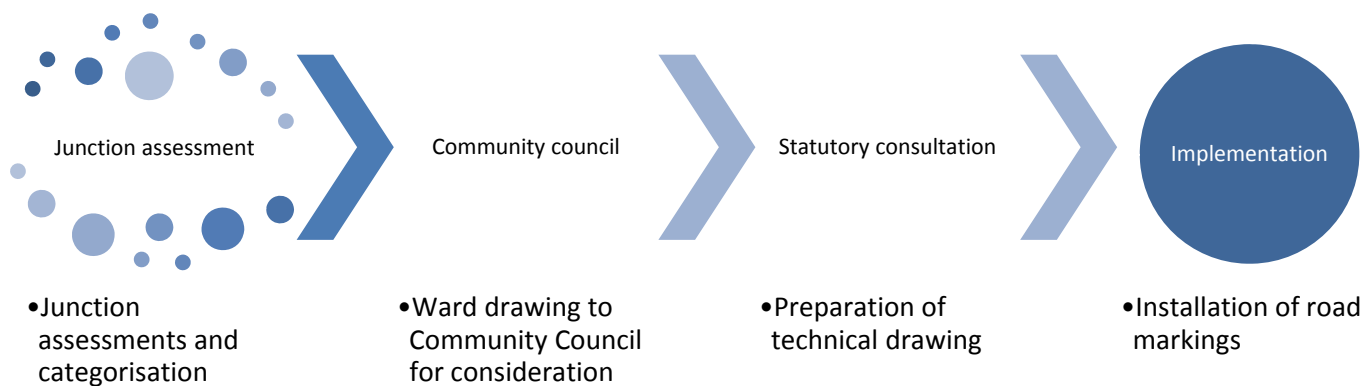 Junction assessment
Community council
Statutory consultation
Implementation
•Junction
assessments and
categorisation
•Ward drawing to
Community Council
for consideration
•Preparation of
technical drawing
•Installation of road
markings